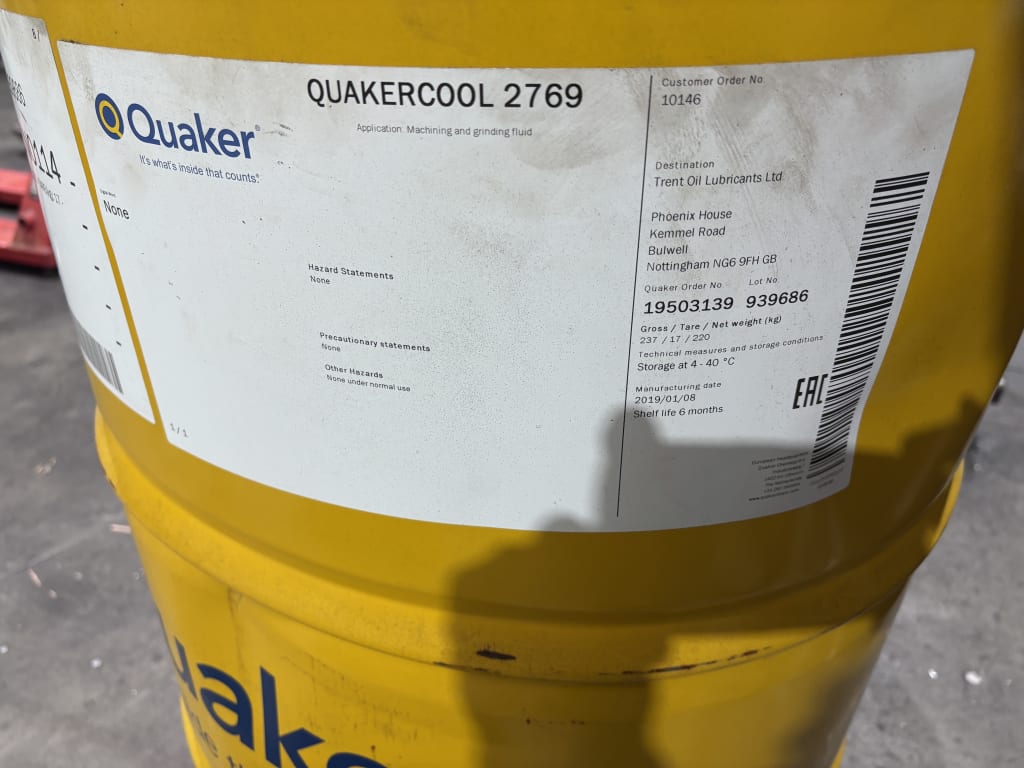 QUAKERCOOL 2769
Quaker®
It's what's inside that counts.®
Application: Machining and grinding fluid
None
Hazard Statements
None
Precautionary statements
None
Other Hazards
None under normal use
1 / 1
Customer Order No.
10146
Destination
Trent Oil Lubricants Ltd.
Phoenix House
Kemmel Road
Bulwell
Nottingham NG6 9FH GB
Quaker Order No. Lot No.
19503139 939686
Gross / Tare / Net weight (kg)
237 / 17 / 220
Technical measures and storage conditions
Storage at 4 - 40 °C
Manufacturing date
2019/01/08
Shelf life 6 months
EAC
European Headquarters
114
uake